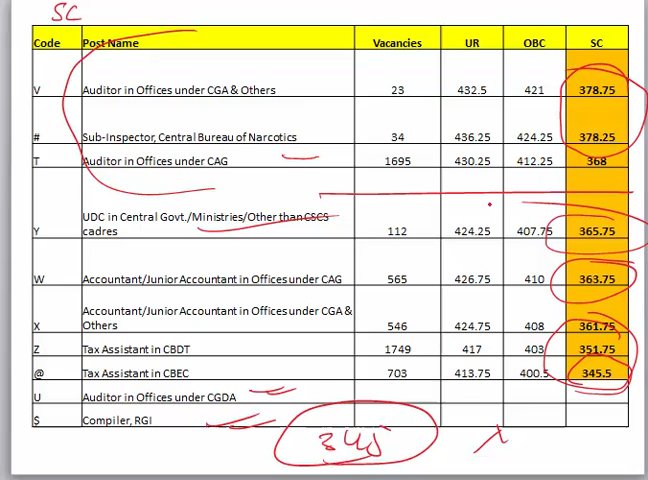 SC
Code Post Name Vacancies UR OBC SC
V Auditor in Offices under CGA & Others 23 432.5 421 378.75
# Sub-Inspector, Central Bureau of Narcotics 34 436.25 424.25 378.25
T Auditor in Offices under CAG 1695 430.25 412.25 368
UDC in Central Govt./Ministries/Other than CSCS
Y cadres 112 424.25 407.75 365.75
W Accountant/Junior Accountant in Offices under CAG 565 426.75 410 363.75
Accountant/Junior Accountant in Offices under CGA &
X Others 546 424.75 408 361.75
Z Tax Assistant in CBDT 1749 417 403 351.75
@ Tax Assistant in CBEC 703 413.75 400.5 345.5
U Auditor in Offices under CGDA
$ Compiler, RGI
345